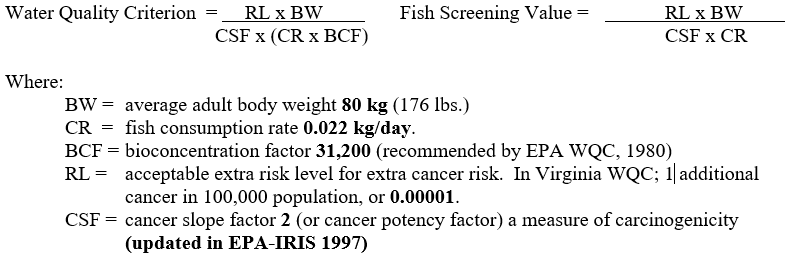 Water Quality Criterion = RL x BW Fish Screening Value = RL x BW
CSF x (CR x BCF) CSF x CR
Where:
BW = average adult body weight 80 kg (176 lbs.)
CR = fish consumption rate 0.022 kg/day.
BCF = bioconcentration factor 31,200 (recommended by EPA WQC, 1980)
RL = acceptable extra risk level for extra cancer risk. In Virginia WQC; 1 additional
cancer in 100,000 population, or 0.00001.
CSF = cancer slope factor 2 (or cancer potency factor) a measure of carcinogenicity
(updated in EPA-IRIS 1997)